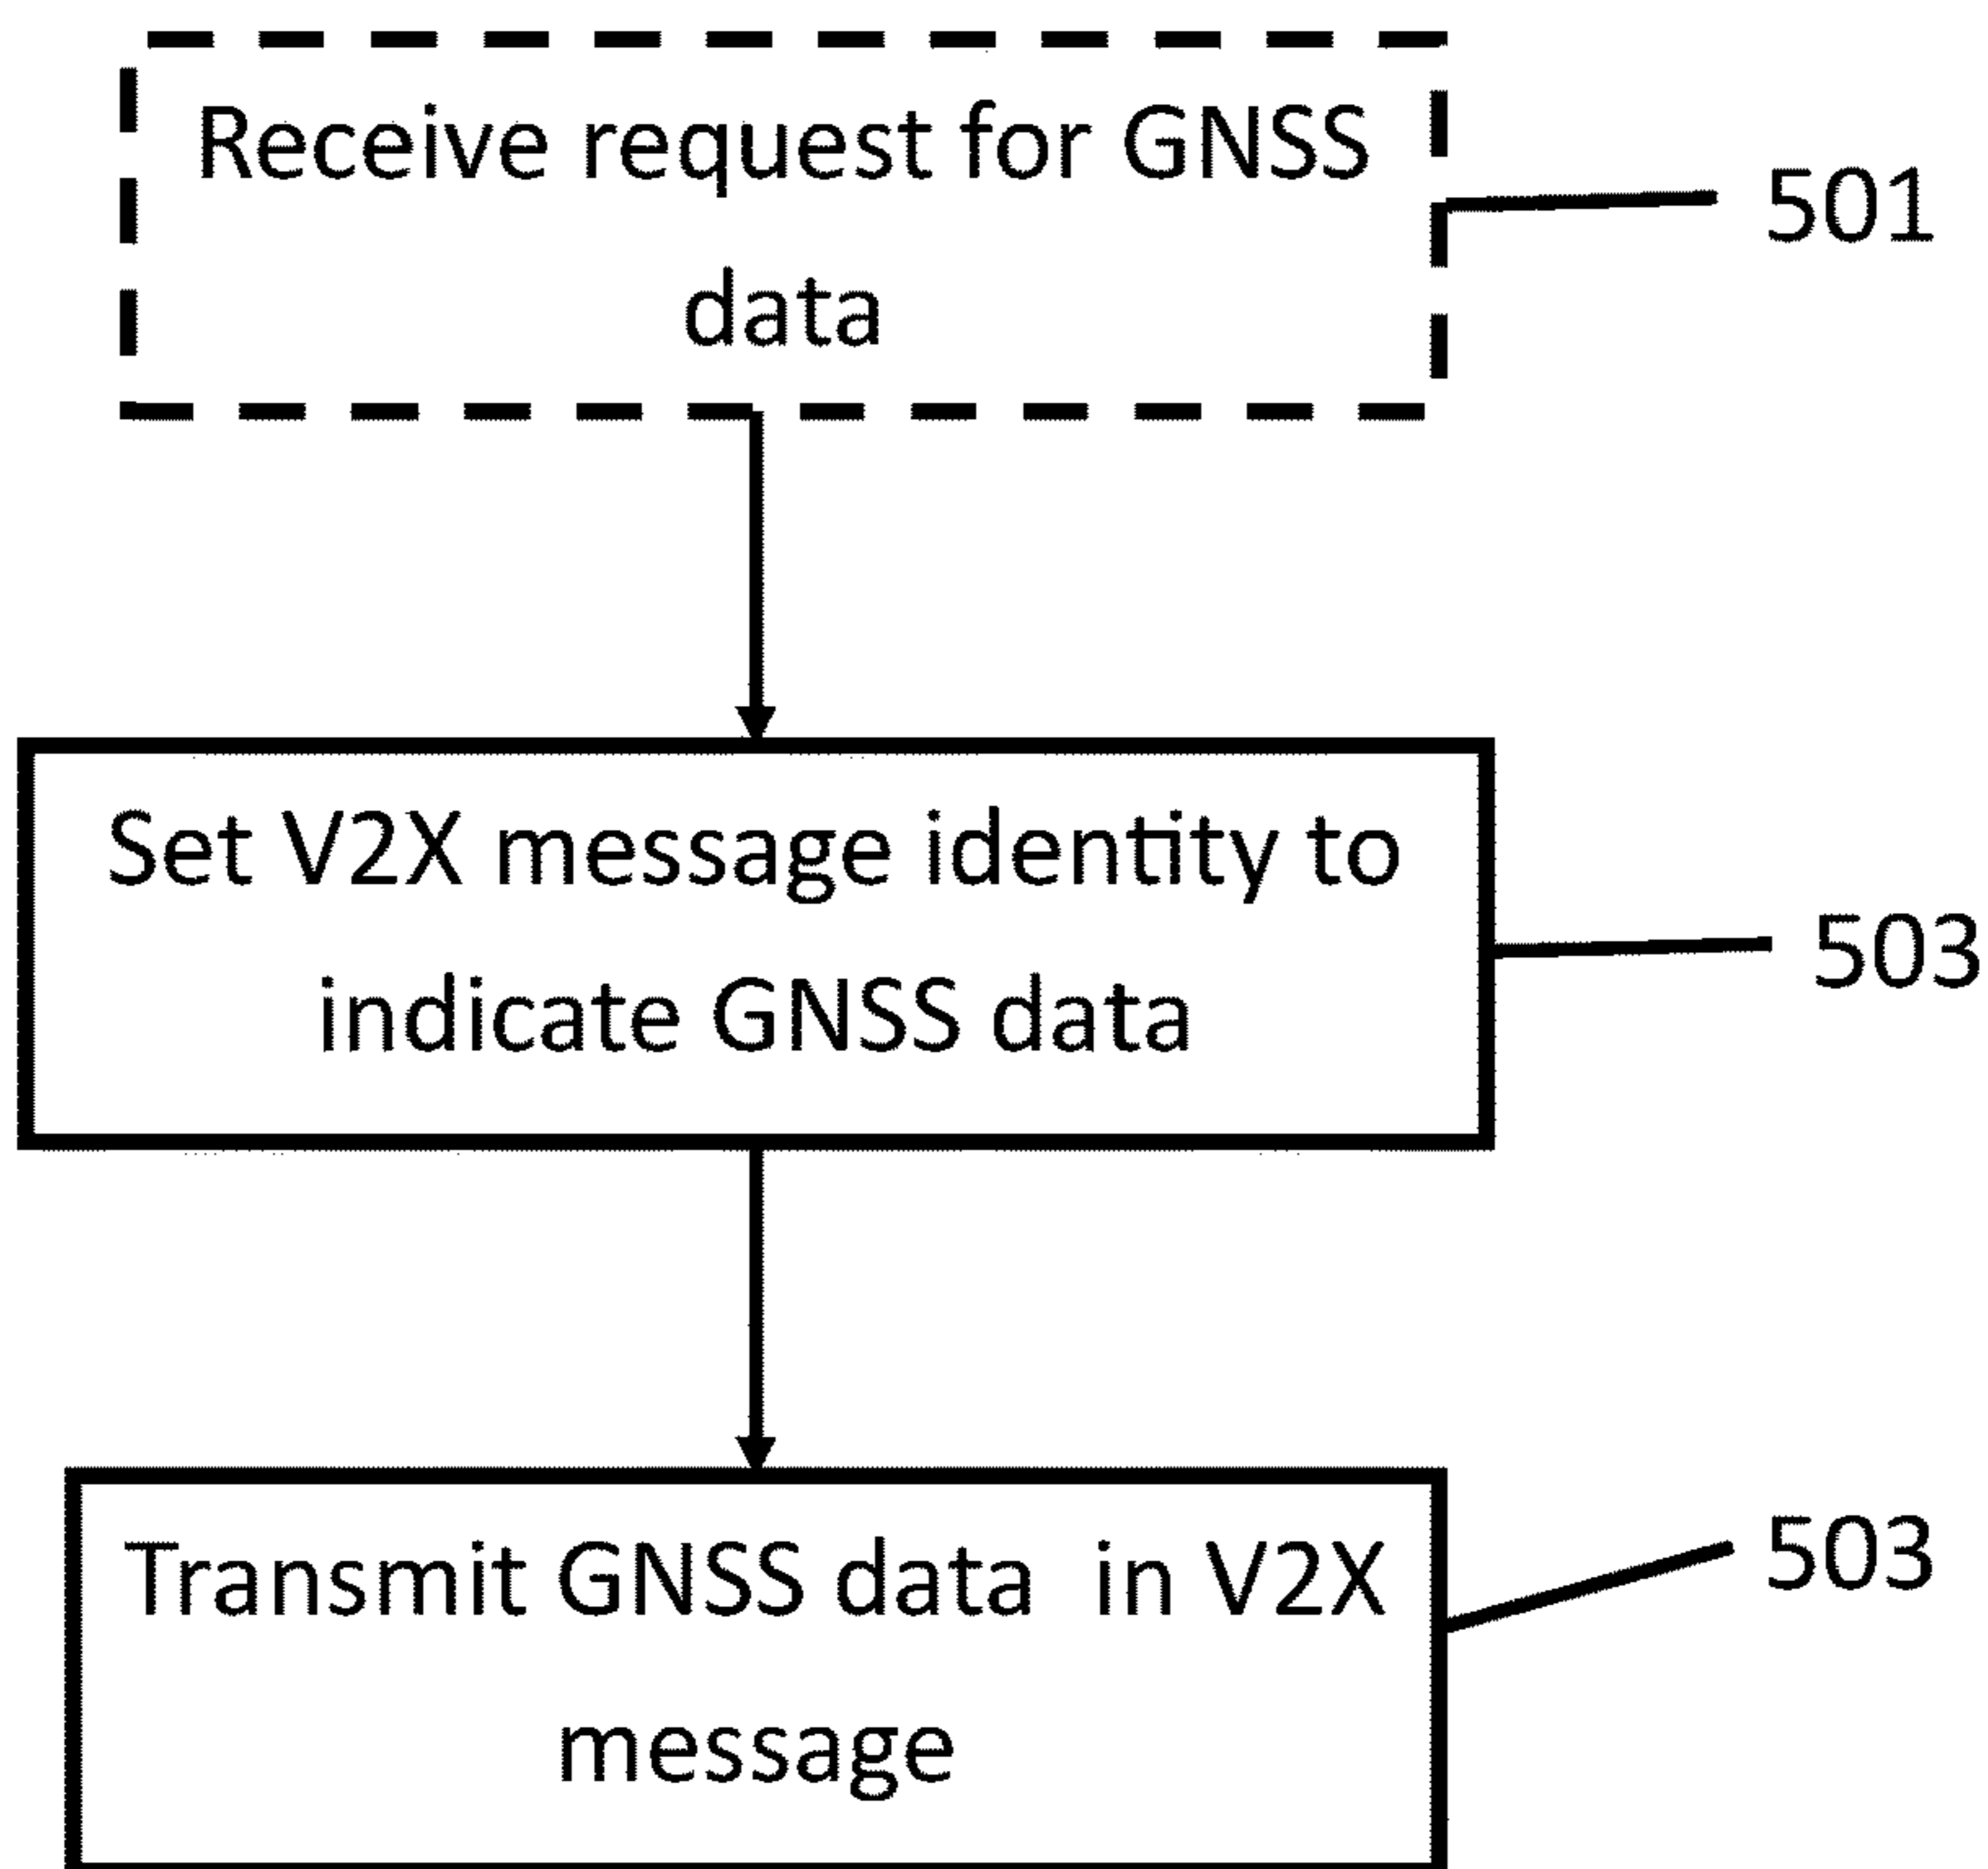 Receive request for GNSS
data
501
Set V2X message identity to
indicate GNSS data
503
Transmit GNSS data in V2X
message
503